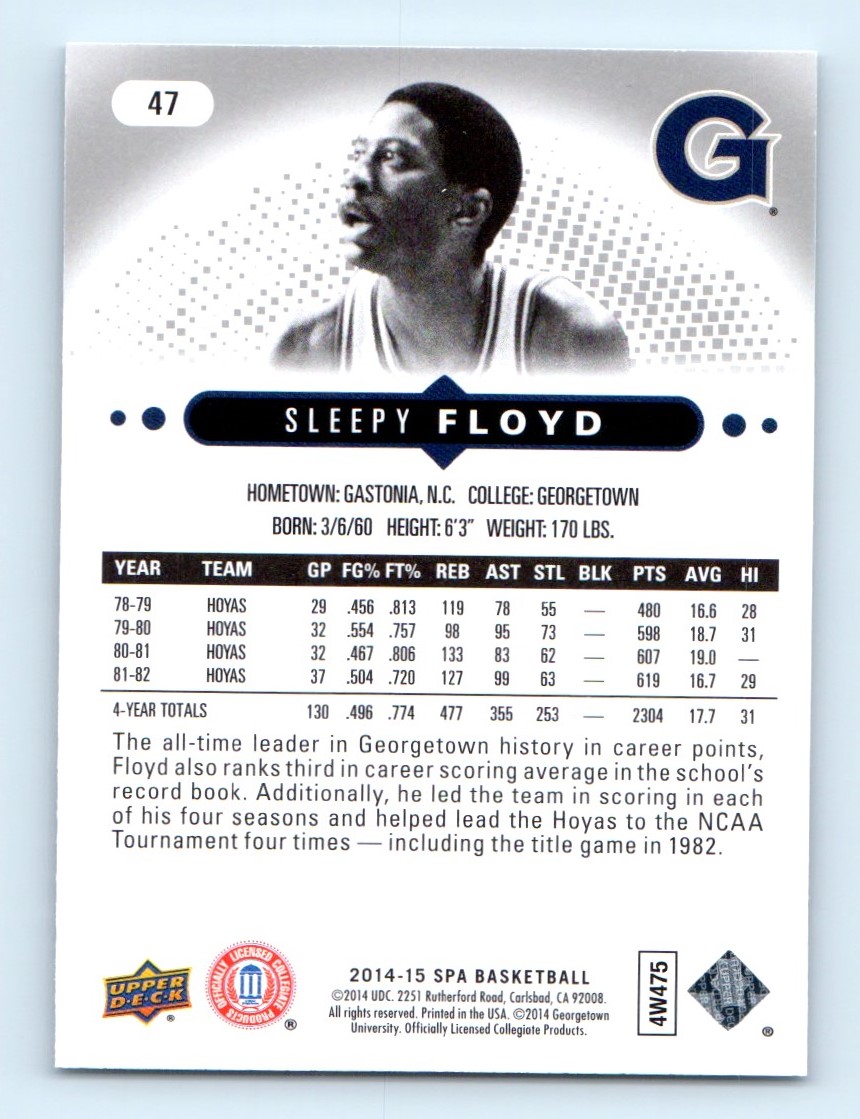 47
G
®
SLEEPY FLOYD
HOMETOWN: GASTONIA, N.C. COLLEGE: GEORGETOWN
BORN: 3/6/60 HEIGHT: 6'3" WEIGHT: 170 LBS.
YEAR TEAM GP FG% FT% REB AST STL BLK PTS AVG HI
78-79 HOYAS 29 .456 .813 119 78 55 — 480 16.6 28
79-80 HOYAS 32 .554 .757 98 95 73 — 598 18.7 31
80-81 HOYAS 32 .467 .806 133 83 62 — 607 19.0 —
81-82 HOYAS 37 .504 .720 127 99 63 — 619 16.7 29
4-YEAR TOTALS 130 .496 .774 477 355 253 — 2304 17.7 31
The all-time leader in Georgetown history in career points,
Floyd also ranks third in career scoring average in the school's
record book. Additionally, he led the team in scoring in each
of his four seasons and helped lead the Hoyas to the NCAA
Tournament four times — including the title game in 1982.
UPPER
D·E·C·K
®
OFFICIALLY LICENSED COLLEGIATE PRODUCTS
®
2014-15 SPA BASKETBALL
©2014 UDC. 2251 Rutherford Road, Carlsbad, CA 92008.
All rights reserved. Printed in the USA. ©2014 Georgetown
University. Officially Licensed Collegiate Products.
4W475
®